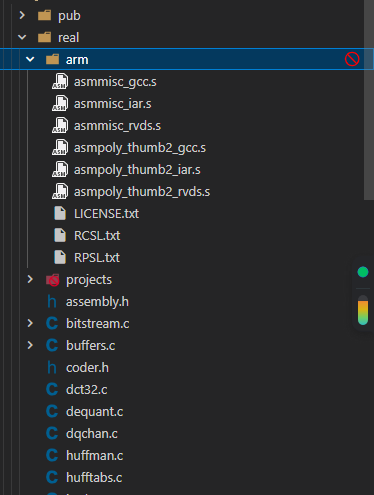 pub
real
arm
asmmisc_gcc.s
asmmisc_iar.s
asmmisc_rvds.s
asmpoly_thumb2_gcc.s
asmpoly_thumb2_iar.s
asmpoly_thumb2_rvds.s
LICENSE.txt
RCSL.txt
RPSL.txt
projects
assembly.h
bitstream.c
buffers.c
coder.h
dct32.c
dequant.c
dqchan.c
huffman.c
hufftabs.c